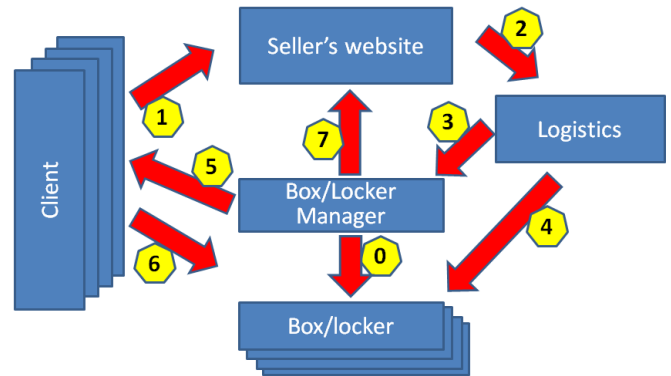 Seller's website
2
1
3
Logistics
7
5
Client
Box/Locker
Manager
4
6
0
Box/locker